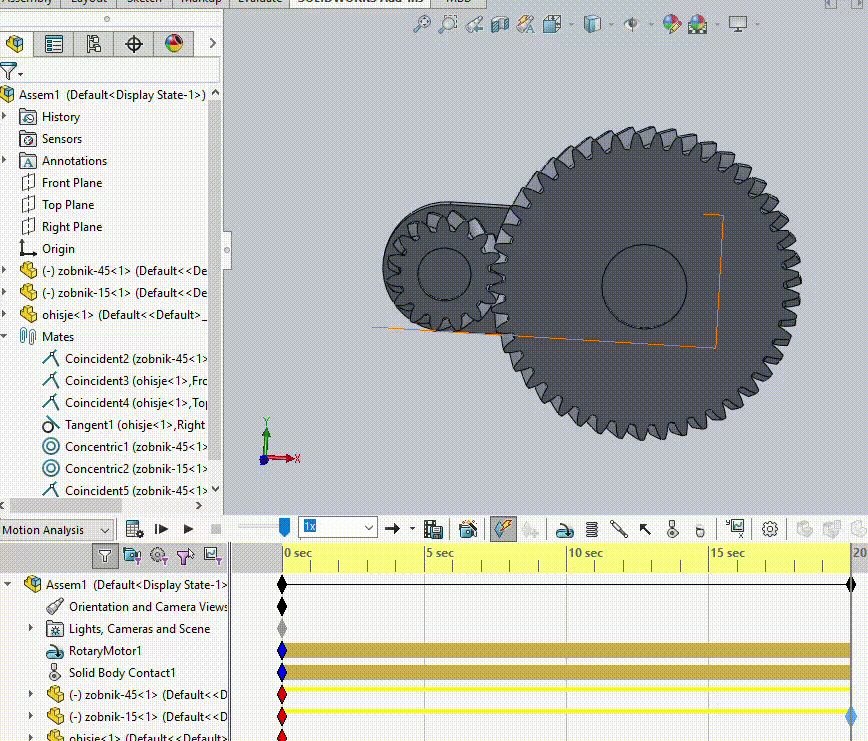 Assembly Layout Sketch Markup Evaluate SOLIDWORKS Add-Ins MBD
Assem1 (Default<Display State-1>)
History
Sensors
A Annotations
Front Plane
Top Plane
Right Plane
Origin
(-) zobnik-45<1> (Default<<De
(-) zobnik-15<1> (Default<<De
ohisje<1> (Default<<Default>_
Mates
Coincident2 (zobnik-45<1>
Coincident3 (ohisje<1>,Fro
Coincident4 (ohisje<1>,Top
Tangent1 (ohisje<1>,Right
Concentric1 (zobnik-45<1>
Concentric2 (zobnik-15<1>
Coincident5 (zobnik-45<1>
Y
X
Motion Analysis
1x
0 sec 5 sec 10 sec 15 sec 20
Assem1 (Default<Display State-1>
Orientation and Camera Views
Lights, Cameras and Scene
RotaryMotor1
Solid Body Contact1
(-) zobnik-45<1> (Default<<D
(-) zobnik-15<1> (Default<<D
ohisje<1> (Default<<Default>